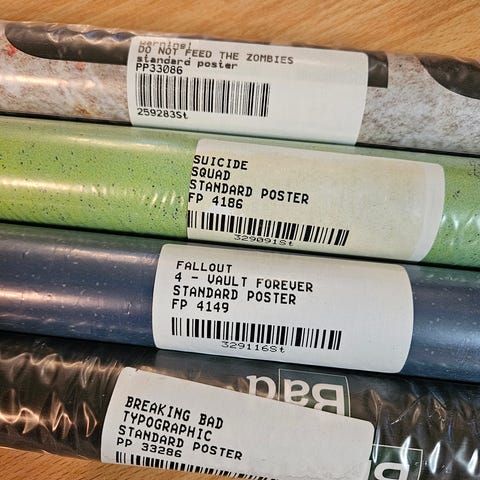 Warning!
DO NOT FEED THE ZOMBIES
standard poster
PP33086
259283St
SUICIDE
SQUAD
STANDARD POSTER
FP 4186
329091St
FALLOUT
4 - VAULT FOREVER
STANDARD POSTER
FP 4149
329116St
Bad
BREAKING BAD
TYPOGRAPHIC
STANDARD POSTER
PP 33286
Ba